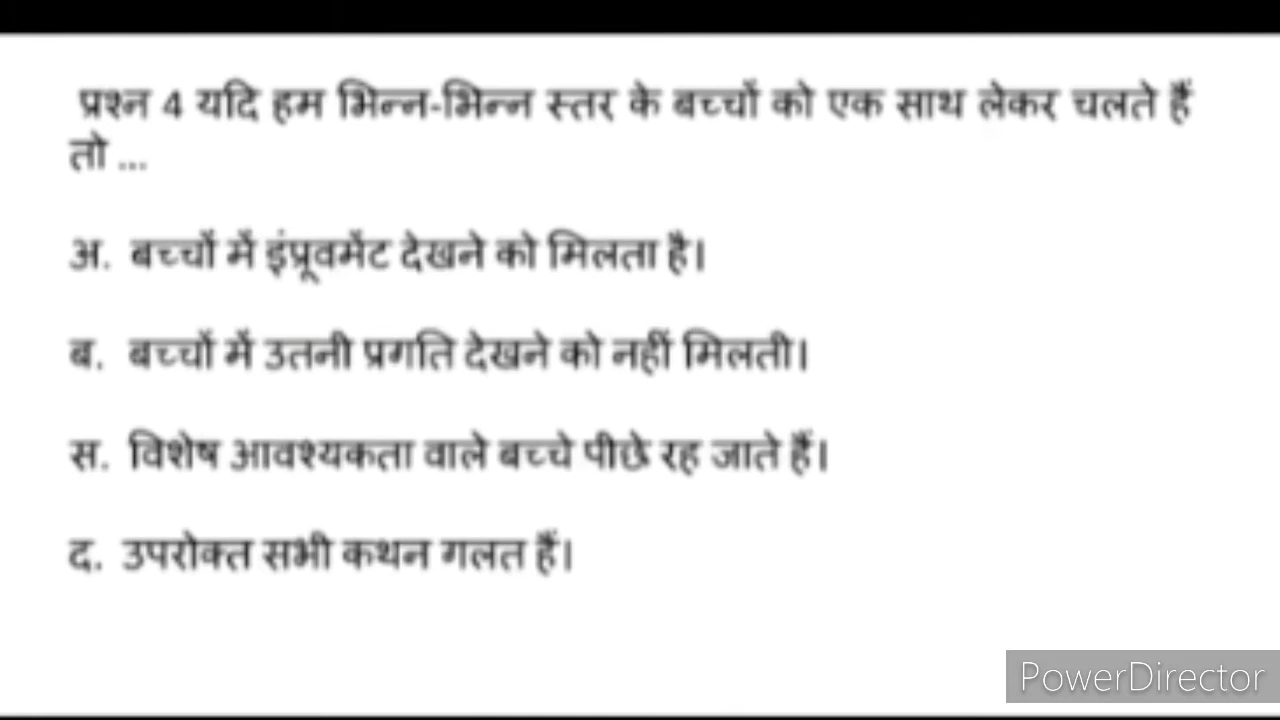 प्रश्न 4 यदि हम भिन्न-भिन्न स्तर के बच्चों को एक साथ लेकर चलते हैं
तो ...
अ. बच्चों में इंप्रूवमेंट देखने को मिलता है।
ब. बच्चों में उतनी प्रगति देखने को नहीं मिलती।
स. विशेष आवश्यकता वाले बच्चे पीछे रह जाते हैं।
द. उपरोक्त सभी कथन गलत हैं।
PowerDirector